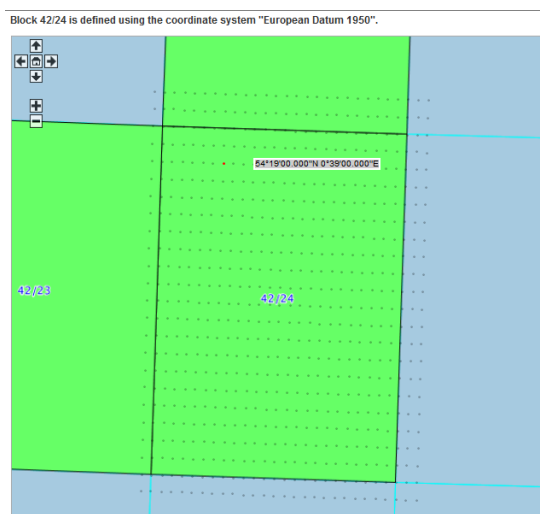 Block 42/24 is defined using the coordinate system "European Datum 1950".
54°19'00.000"N 0°39'00.000"E
42/23
42/24